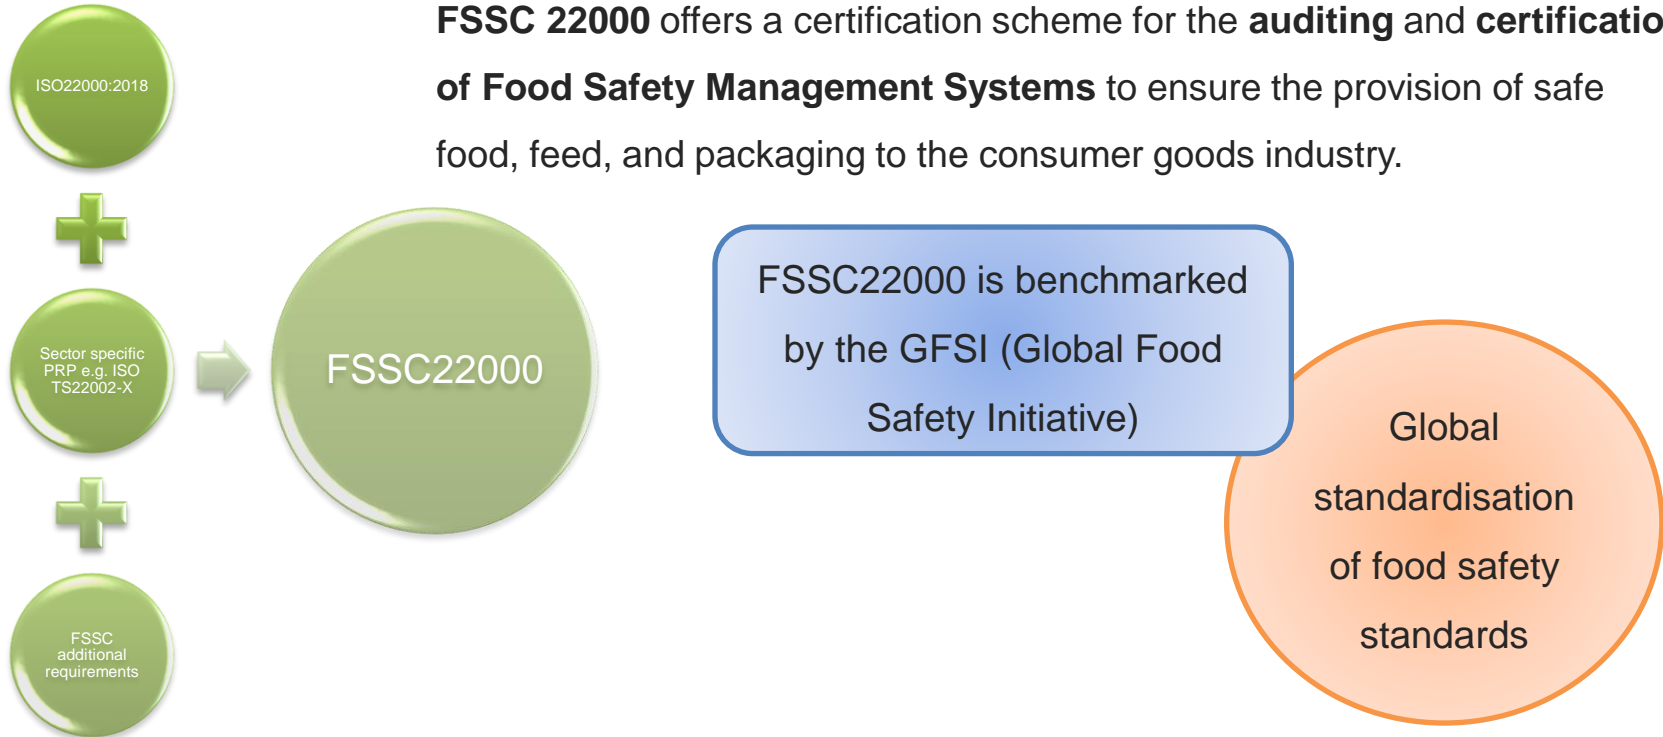 FSSC 22000 offers a certification scheme for the auditing and certificatio
of Food Safety Management Systems to ensure the provision of safe
food, feed, and packaging to the consumer goods industry.
ISO22000:2018
Sector specific
PRP e.g. ISO
TS22002-X
FSSC
additional
requirements
FSSC22000
FSSC22000 is benchmarked
by the GFSI (Global Food
Safety Initiative)
Global
standardisation
of food safety
standards